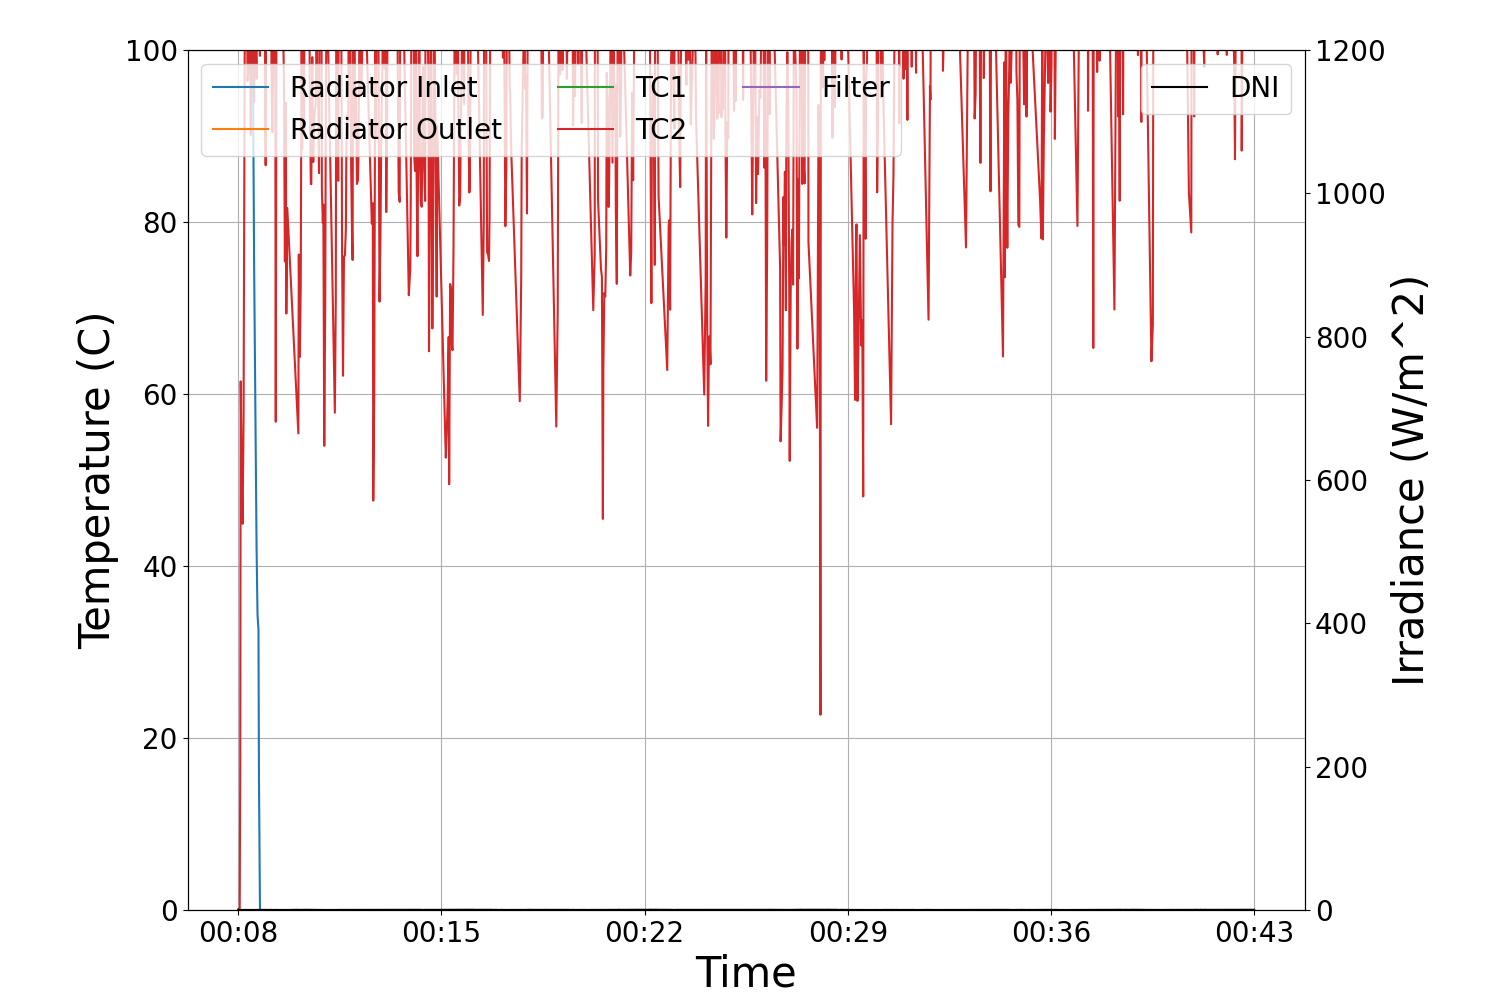 100
80
60
40
20
0
Temperature (C)
Radiator Inlet
Radiator Outlet
TC1
TC2
Filter
DNI
1200
1000
800
600
400
200
0
Irradiance (W/m^2)
00:08 00:15 00:22 00:29 00:36 00:43
Time